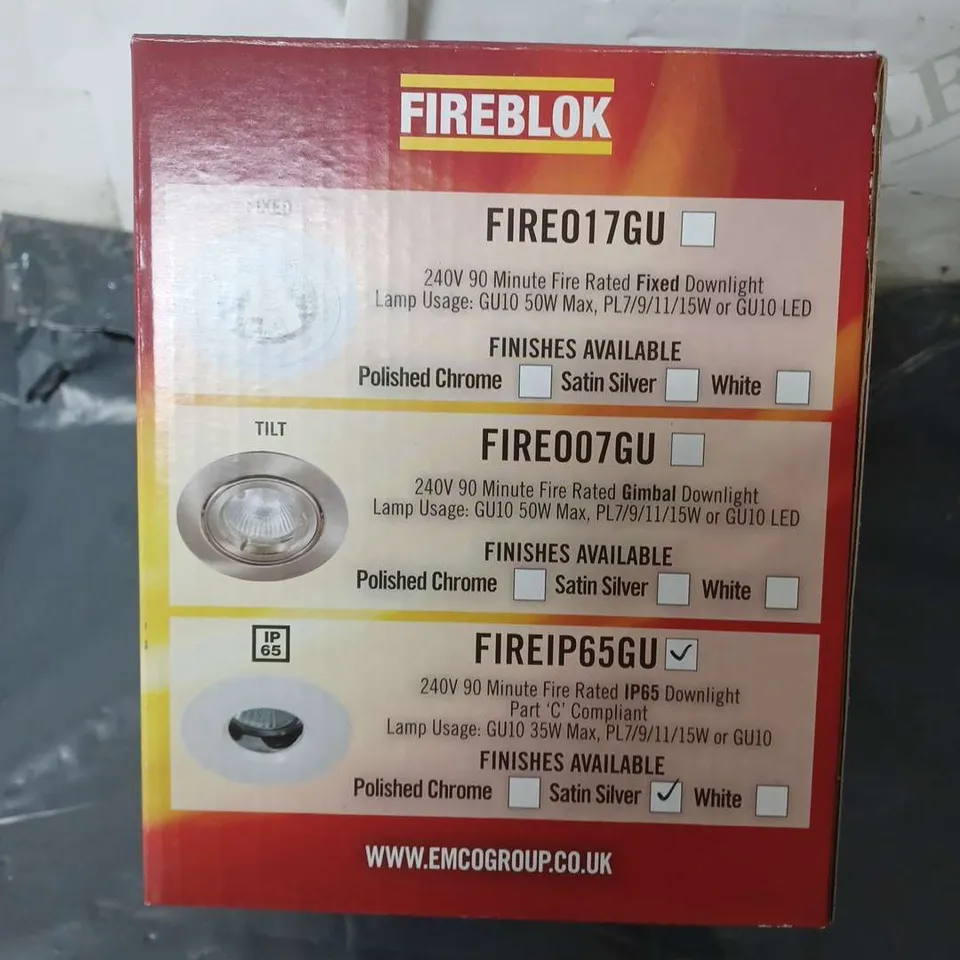 FIREBLOK
FIXED
FIRE017GU
240V 90 Minute Fire Rated Fixed Downlight
Lamp Usage: GU10 50W Max, PL7/9/11/15W or GU10 LED
FINISHES AVAILABLE
Polished Chrome Satin Silver White
TILT
FIRE007GU
240V 90 Minute Fire Rated Gimbal Downlight
Lamp Usage: GU10 50W Max, PL7/9/11/15W or GU10 LED
FINISHES AVAILABLE
Polished Chrome Satin Silver White
IP
65
FIREIP65GU ✓
240V 90 Minute Fire Rated IP65 Downlight
Part 'C' Compliant
Lamp Usage: GU10 35W Max, PL7/9/11/15W or GU10
FINISHES AVAILABLE
Polished Chrome Satin Silver ✓ White
WWW.EMCOGROUP.CO.UK